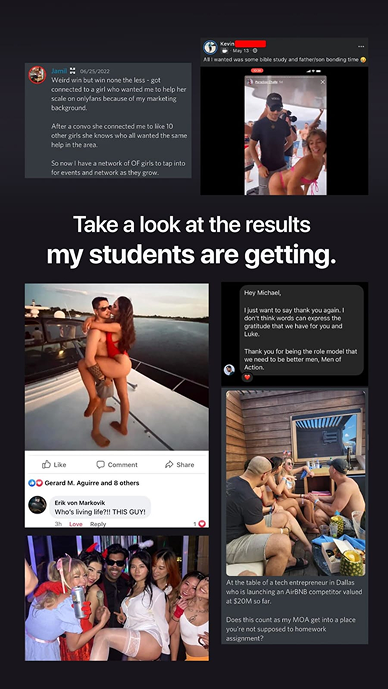 Jamil 06/25/2022
Weird win but win none the less - got
connected to a girl who wanted me to help her
scale on onlyfans because of my marketing
background.
After a convo she connected me to like 10
other girls she knows who all wanted the same
help in the area.
So now I have a network of OF girls to tap into
for events and network as they grow.
Kevin
May 13
All I wanted was some bible study and father/son bonding time 😅
Take a look at the results
my students are getting.
Like Comment Share
Gerard M. Aguirre and 8 others
Erik von Markovik
Who's living life?!! THIS GUY!
3h Love Reply 1
Hey Michael,
I just want to say thank you again. I
don't think words can express the
gratitude that we have for you and
Luke.
Thank you for being the role model that
we need to be better men, Men of
Action.
At the table of a tech entrepreneur in Dallas
who is launching an AirBNB competitor valued
at $20M so far.
Does this count as my MOA get into a place
you're not supposed to homework
assignment?